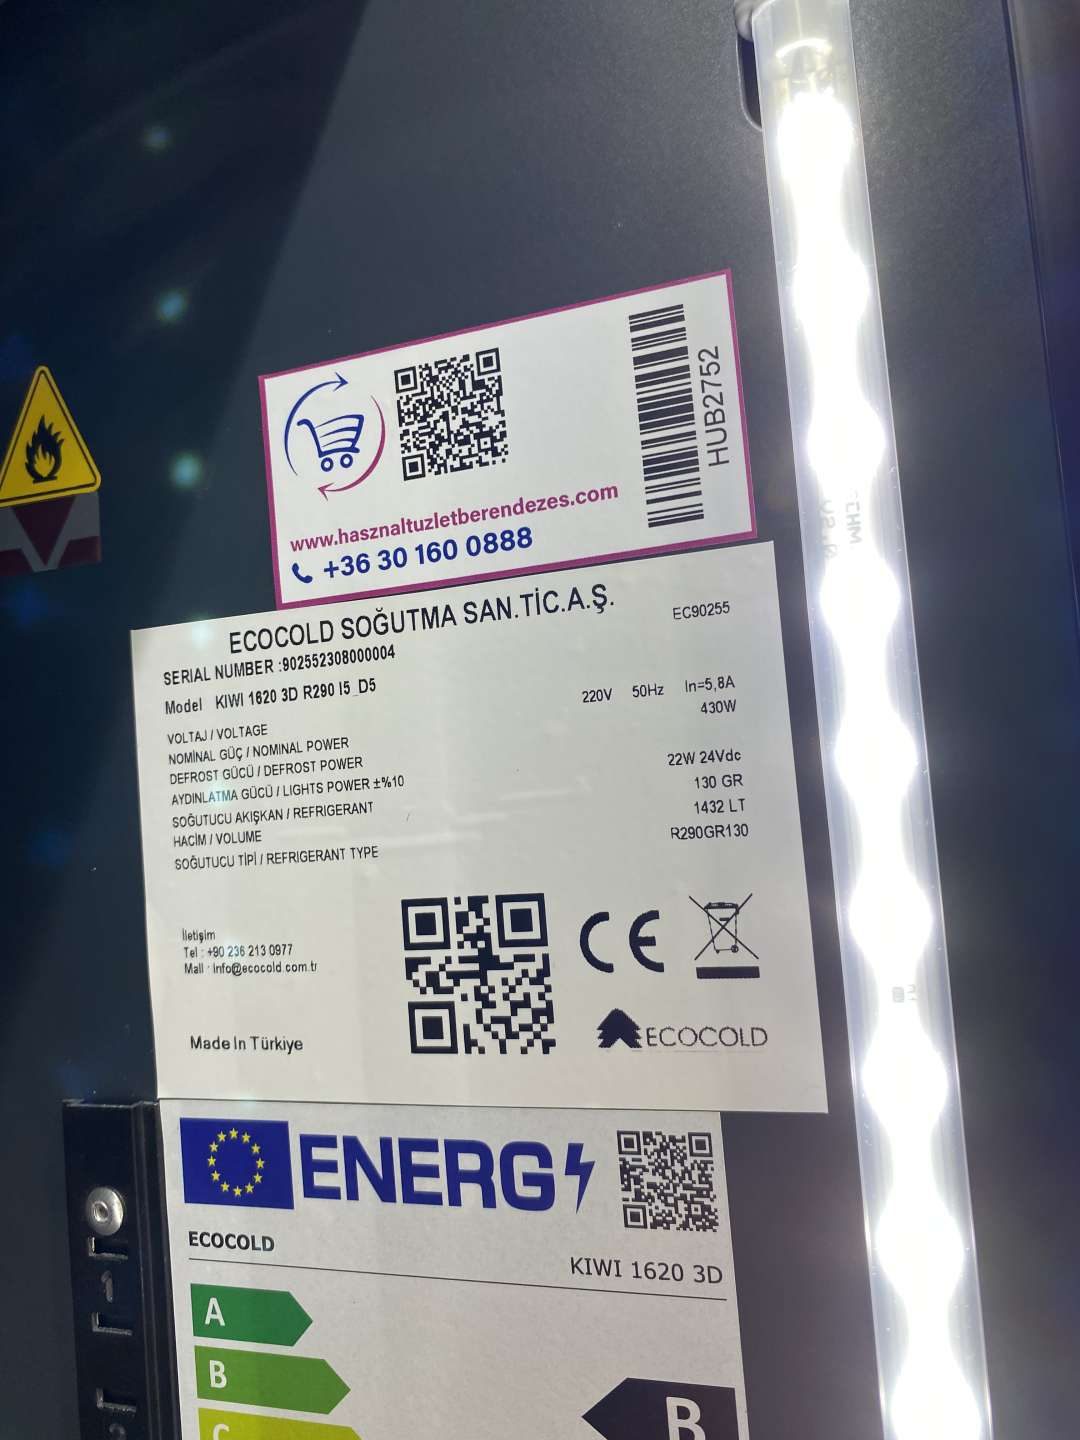 HUB2752
www.hasznaltuzletberendezes.com
+36 30 160 0888
ECOCOLD SOĞUTMA SAN.TİC.A.Ş.
EC90255
SERIAL NUMBER :902552308000004
Model KIWI 1620 3D R290 I5_D5
VOLTAJ / VOLTAGE 220V 50Hz In=5,8A
NOMİNAL GÜÇ / NOMINAL POWER 430W
DEFROST GÜCÜ / DEFROST POWER
AYDINLATMA GÜCÜ / LIGHTS POWER ±%10 22W 24Vdc
SOĞUTUCU AKIŞKAN / REFRIGERANT 130 GR
HACİM / VOLUME 1432 LT
SOĞUTUCU TİPİ / REFRIGERANT TYPE R290GR130
İletişim
Tel : +90 236 213 0977
Mail : info@ecocold.com.tr
Made In Türkiye
CE
ECOCOLD
ENERG
ECOCOLD
KIWI 1620 3D
A
B
C
B
1
2